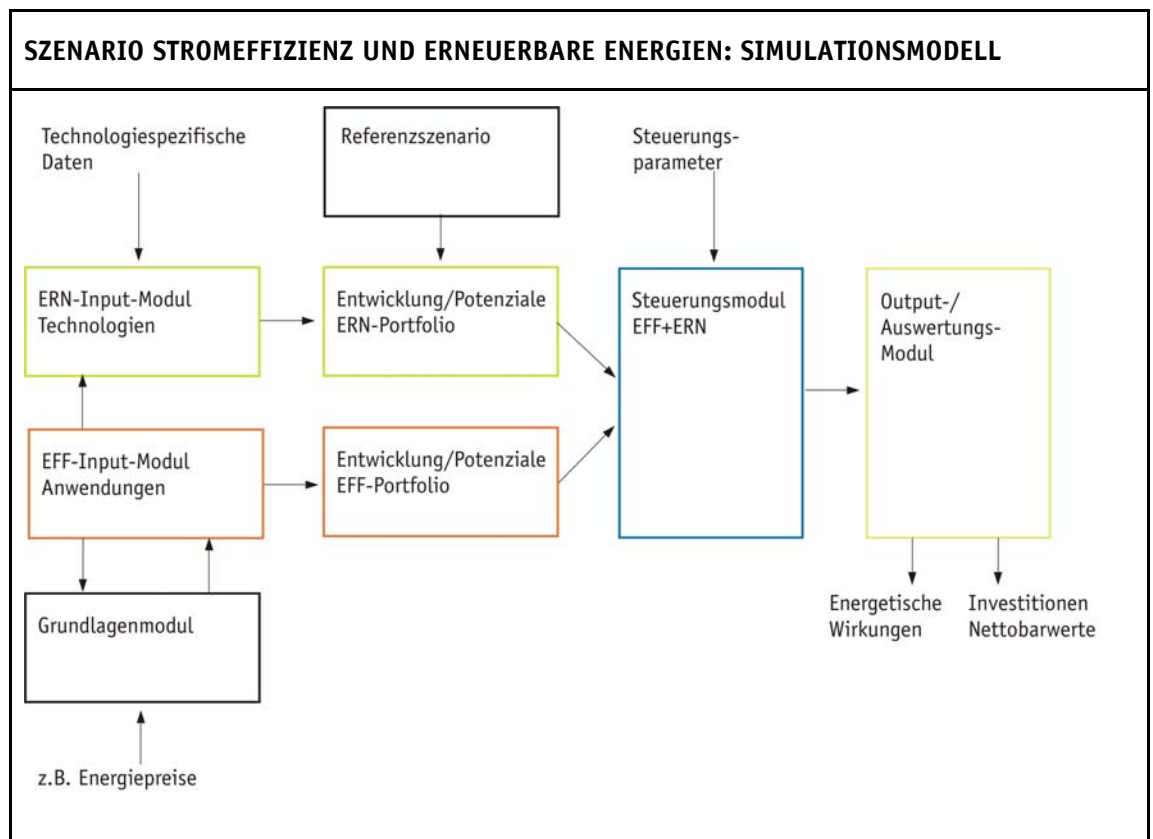 SZENARIO STROMEFFIZIENZ UND ERNEUERBARE ENERGIEN: SIMULATIONSMODELL
Technologiespezifische
Daten
Referenzszenario
Steuerungs-
parameter
ERN-Input-Modul
Technologien
Entwicklung/Potenziale
ERN-Portfolio
Steuerungsmodul
EFF+ERN
Output-/
Auswertungs-
Modul
EFF-Input-Modul
Anwendungen
Entwicklung/Potenziale
EFF-Portfolio
Grundlagenmodul
Energetische
Wirkungen
Investitionen
Nettobarwerte
z.B. Energiepreise